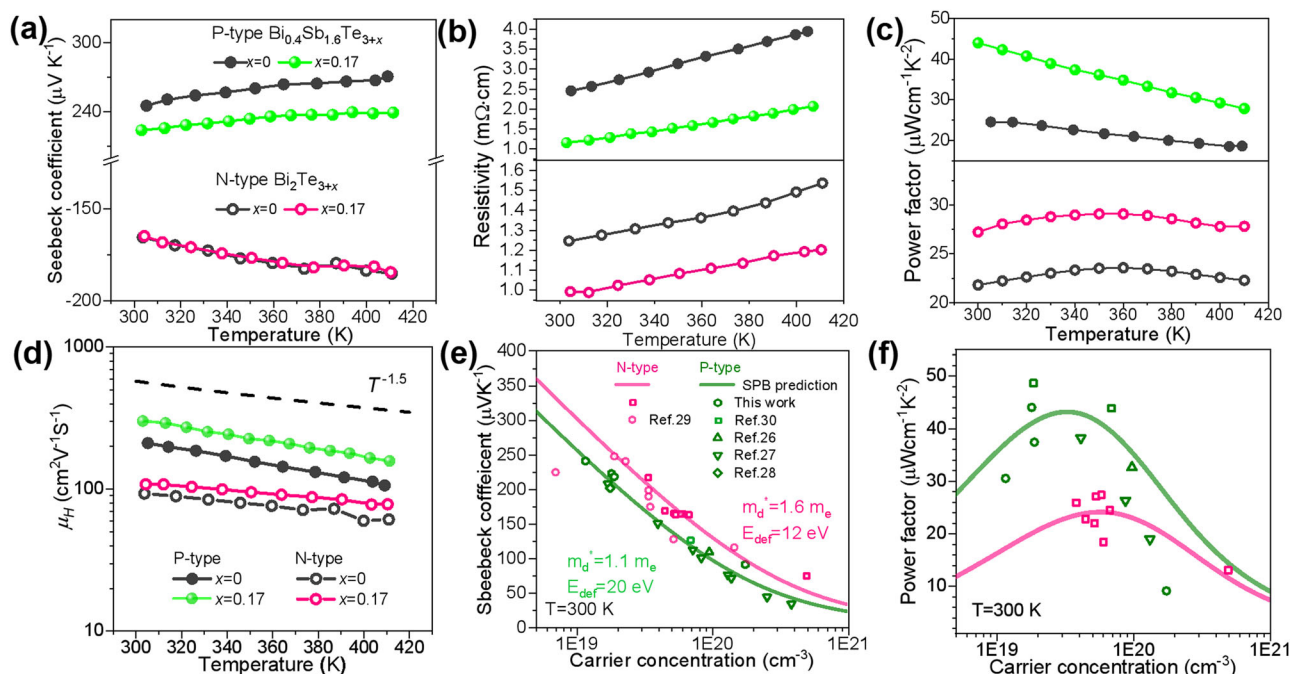 (a)
P-type Bi0.4Sb1.6Te3+x
x=0 x=0.17
N-type Bi2Te3+x
x=0 x=0.17
Seebeck coefficient (μV K-1)
300
240
-150
-200
300 320 340 360 380 400 420
Temperature (K)
(b)
Resistivity (mΩ·cm)
4.0
3.5
3.0
2.5
2.0
1.5
1.0
1.6
1.5
1.4
1.3
1.2
1.1
1.0
300 320 340 360 380 400 420
Temperature (K)
(c)
Power factor (μWcm-1K-2)
50
40
30
20
30
25
20
300 320 340 360 380 400 420
Temperature (K)
(d)
T-1.5
μH (cm2V-1S-1)
1000
100
10
P-type N-type
x=0 x=0
x=0.17 x=0.17
300 320 340 360 380 400 420
Temperature (K)
(e)
Sbeebeck cofffeicent (μVK-1)
400
350
300
250
200
150
100
50
0
N-type P-type
SPB prediction
This work
Ref.29 Ref.30
Ref.26
Ref.27
Ref.28
md*=1.6 me
Edef=12 eV
md*=1.1 me
Edef=20 eV
T=300 K
1E19 1E20 1E21
Carrier concentration (cm-3)
(f)
Power factor (μWcm-1K-2)
50
40
30
20
10
T=300 K
1E19 1E20 1E21
Carrier concentration (cm-3)